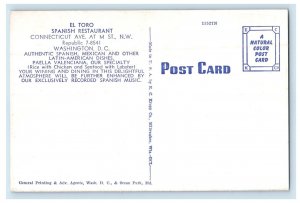 EL TORO
SPANISH RESTAURANT
CONNECTICUT AVE. AT M ST., N.W.
REpublic 7-8541
WASHINGTON, D. C.
AUTHENTIC SPANISH, MEXICAN AND OTHER
LATIN-AMERICAN DISHES.
PAELLA VALENCIANA, OUR SPECIALTY
(Rice with Chicken and Seafood with Lobster)
YOUR WINING AND DINING IN THIS DELIGHTFUL
ATMOSPHERE WILL BE FURTHER ENHANCED BY
OUR EXCLUSIVELY RECORDED SPANISH MUSIC.
General Printing & Adv. Agents, Wash. D. C. & Ocean Park, Md.
POST CARD
A
NATURAL
COLOR
POST
CARD